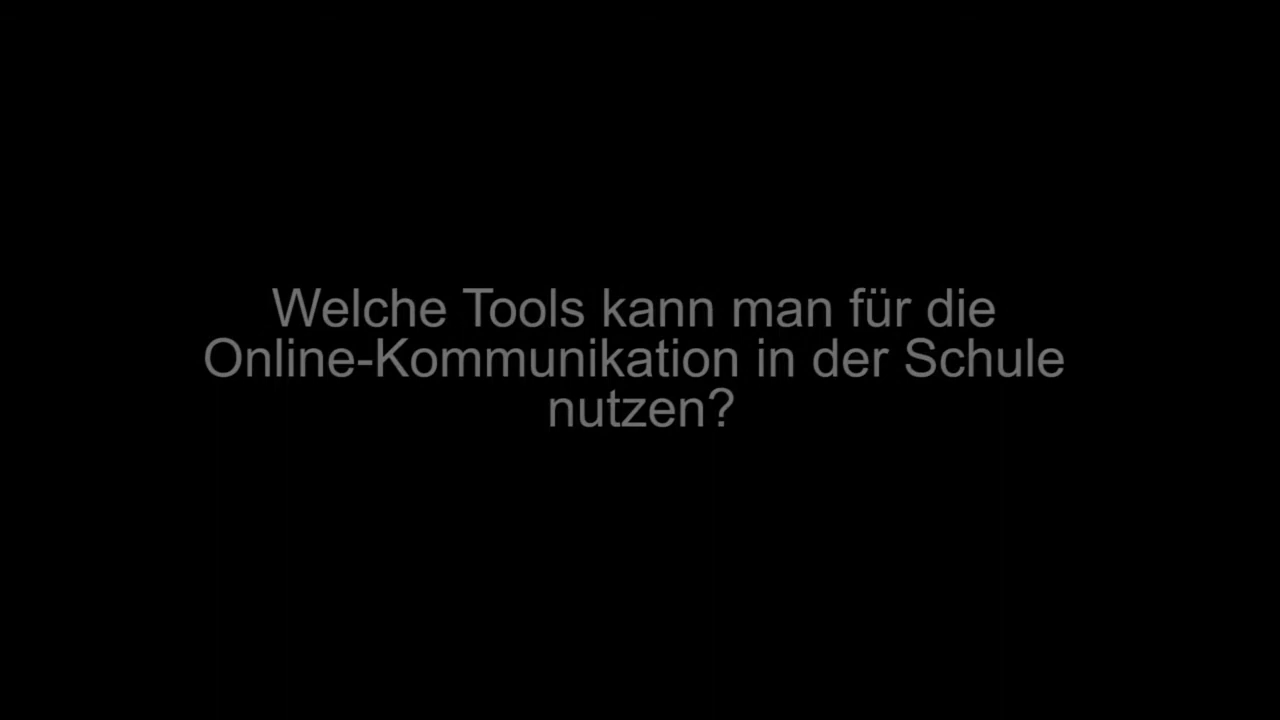 Welche Tools kann man für die
Online-Kommunikation in der Schule
nutzen?